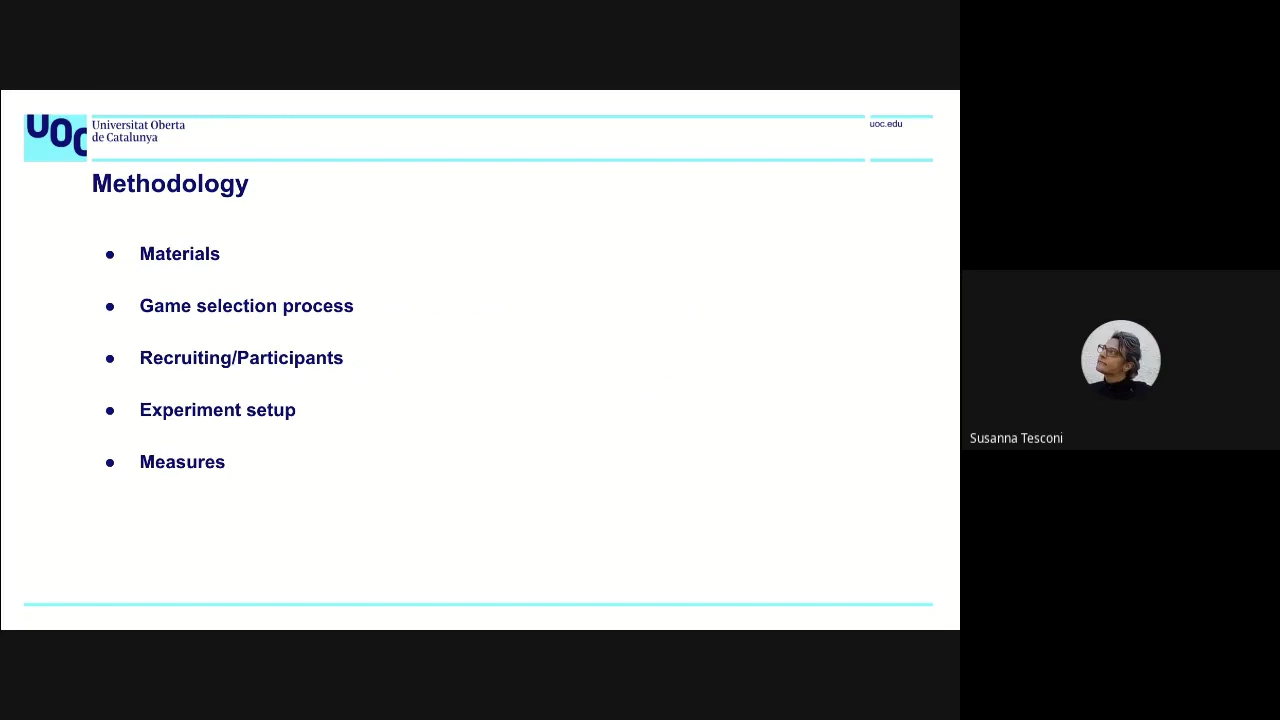 UOC
Universitat Oberta
de Catalunya
uoc.edu
Methodology
● Materials
● Game selection process
● Recruiting/Participants
● Experiment setup
● Measures
Susanna Tesconi